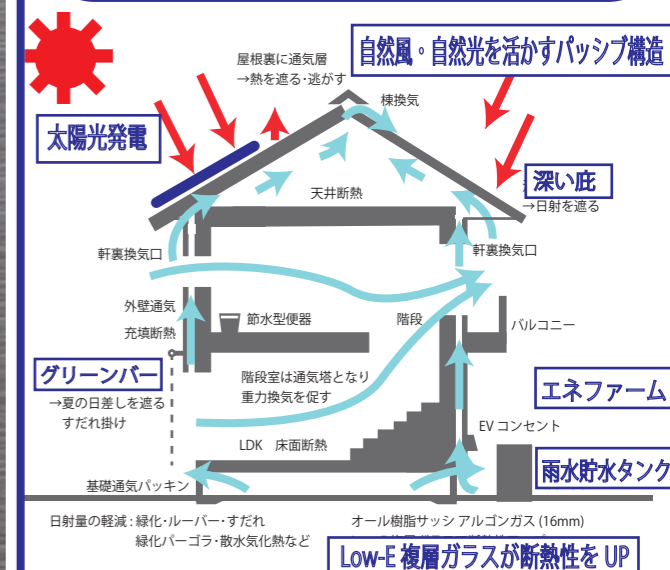 屋根裏に通気層
→熱を遮る・逃がす
自然風・自然光を活かすパッシブ構造
棟換気
太陽光発電
天井断熱
深い庇
→日射を遮る
軒裏換気口
軒裏換気口
外壁通気
充填断熱
節水型便器
階段
バルコニー
グリーンバー
→夏の日差しを遮る
すだれ掛け
階段室は通気塔となり
重力換気を促す
エネファーム
EV コンセント
LDK 床面断熱
雨水貯水タンク
基礎通気パッキン
日射量の軽減 : 緑化・ルーバー・すだれ
緑化パーゴラ・散水気化熱など
オール樹脂サッシ アルゴンガス (16mm)
Low-E 複層ガラスが断熱性を UP